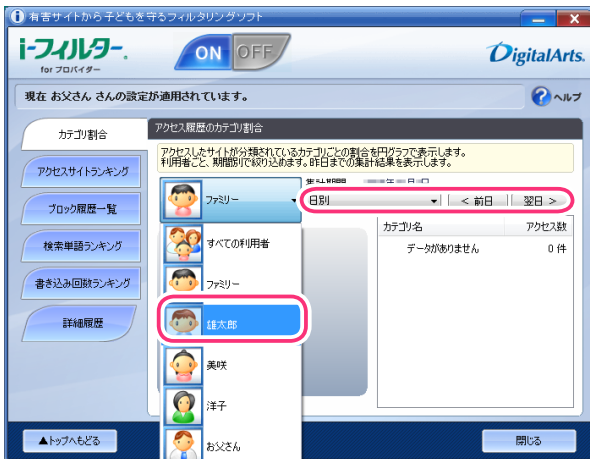 有害サイトから子どもを守るフィルタリングソフト
i-フィルター®
for プロバイダー
ON OFF
DigitalArts®
現在 お父さん さんの設定が適用されています。
? ヘルプ
カテゴリ割合
アクセスサイトランキング
ブロック履歴一覧
検索単語ランキング
書き込み回数ランキング
詳細履歴
アクセス履歴のカテゴリ割合
アクセスしたサイトが分類されているカテゴリごとの割合を円グラフで表示します。
利用者ごと、期間別で絞り込めます。昨日までの集計結果を表示します。
集計期間 年 月 日
ファミリー
日別 < 前日 翌日 >
すべての利用者
ファミリー
雄太郎
美咲
洋子
お父さん
カテゴリ名 アクセス数
データがありません 0 件
▲トップへもどる
閉じる